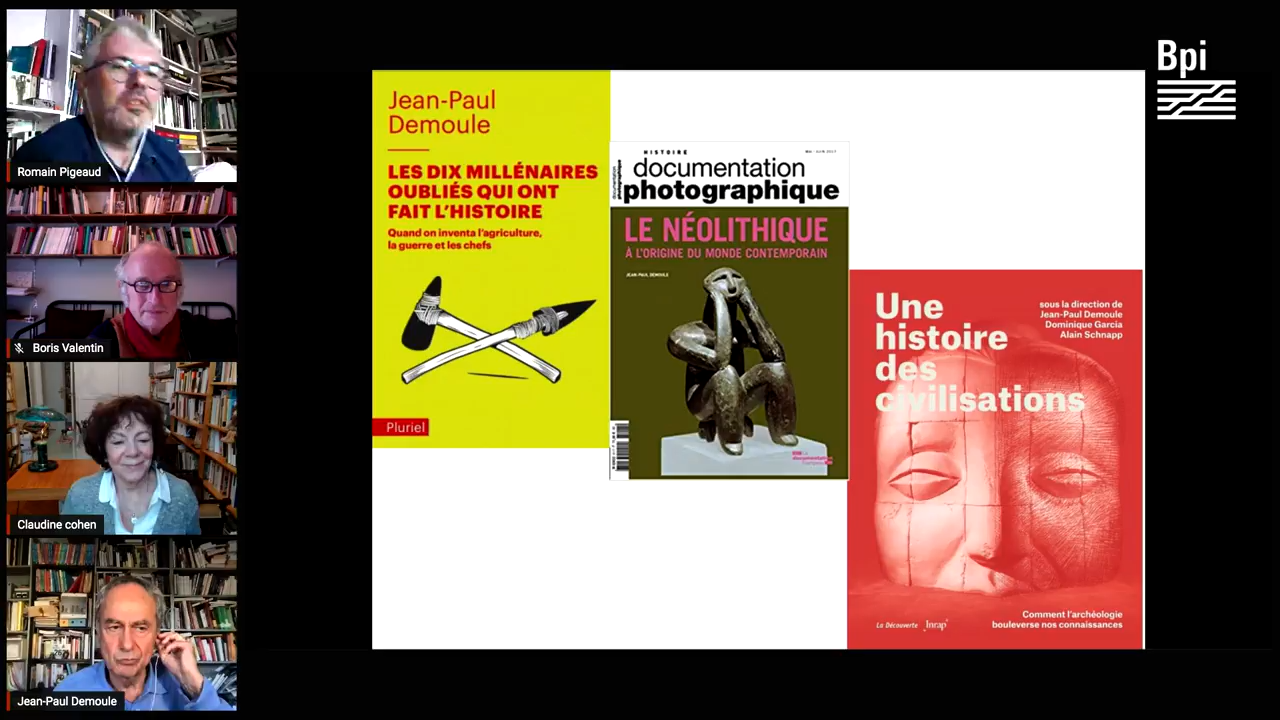 Romain Pigeaud
Boris Valentin
Claudine cohen
Jean-Paul Demoule
Jean-Paul
Demoule
LES DIX MILLÉNAIRES
OUBLIÉS QUI ONT
FAIT L'HISTOIRE
Quand on inventa l'agriculture,
la guerre et les chefs
Pluriel
HISTOIRE
documentation
photographique
LE NÉOLITHIQUE
À L'ORIGINE DU MONDE CONTEMPORAIN
JEAN-PAUL DEMOULE
Une
histoire
des
civilisations
sous la direction de
Jean-Paul Demoule
Dominique Garcia
Alain Schnapp
Comment l'archéologie
bouleverse nos connaissances
La Découverte
Inrap
Bpi